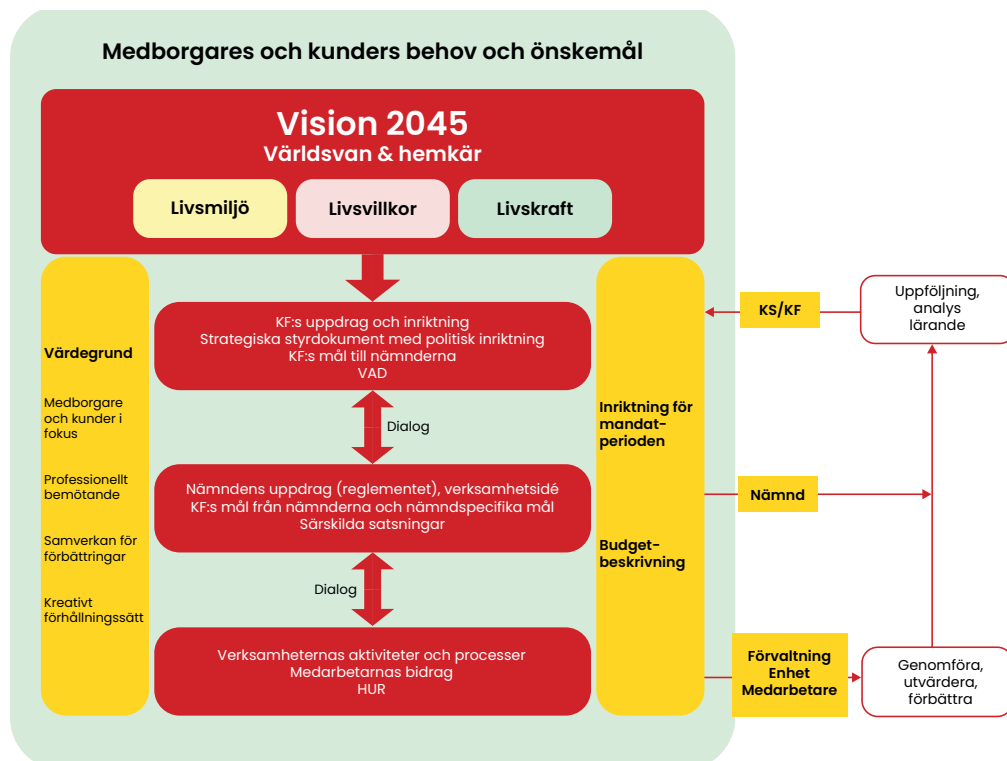 Medborgares och kunders behov och önskemål
Vision 2045
Världsvan & hemkär
Livsmiljö
Livsvillkor
Livskraft
Värdegrund
Medborgare
och kunder i
fokus
Professionellt
bemötande
Samverkan för
förbättringar
Kreativt
förhållningssätt
KF:s uppdrag och inriktning
Strategiska styrdokument med politisk inriktning
KF:s mål till nämnderna
VAD
Dialog
Nämndens uppdrag (reglementet), verksamhetsidé
KF:s mål från nämnderna och nämndspecifika mål
Särskilda satsningar
Dialog
Verksamheternas aktiviteter och processer
Medarbetarnas bidrag
HUR
Inriktning för
mandat-
perioden
Budget-
beskrivning
KS/KF
Uppföljning,
analys
lärande
Nämnd
Förvaltning
Enhet
Medarbetare
Genomföra,
utvärdera,
förbättra